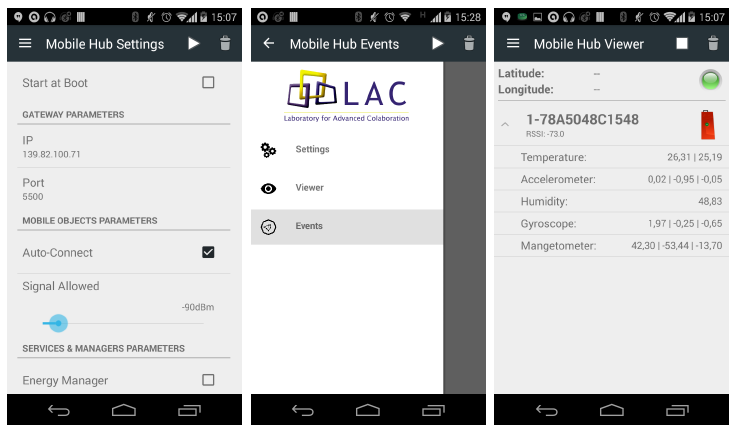 15:07
Mobile Hub Settings
Start at Boot
GATEWAY PARAMETERS
IP
139.82.100.71
Port
5500
MOBILE OBJECTS PARAMETERS
Auto-Connect
Signal Allowed
-90dBm
SERVICES & MANAGERS PARAMETERS
Energy Manager
H 15:28
Mobile Hub Events
LAC
Laboratory for Advanced Colaboration
Settings
Viewer
Events
15:07
Mobile Hub Viewer
Latitude: --
Longitude: --
1-78A5048C1548
RSSI: -73.0
Temperature: 26,31 | 25,19
Accelerometer: 0,02 | -0,95 | -0,05
Humidity: 48,83
Gyroscope: 1,97 | -0,25 | -0,65
Mangetometer: 42,30 | -53,44 | -13,70